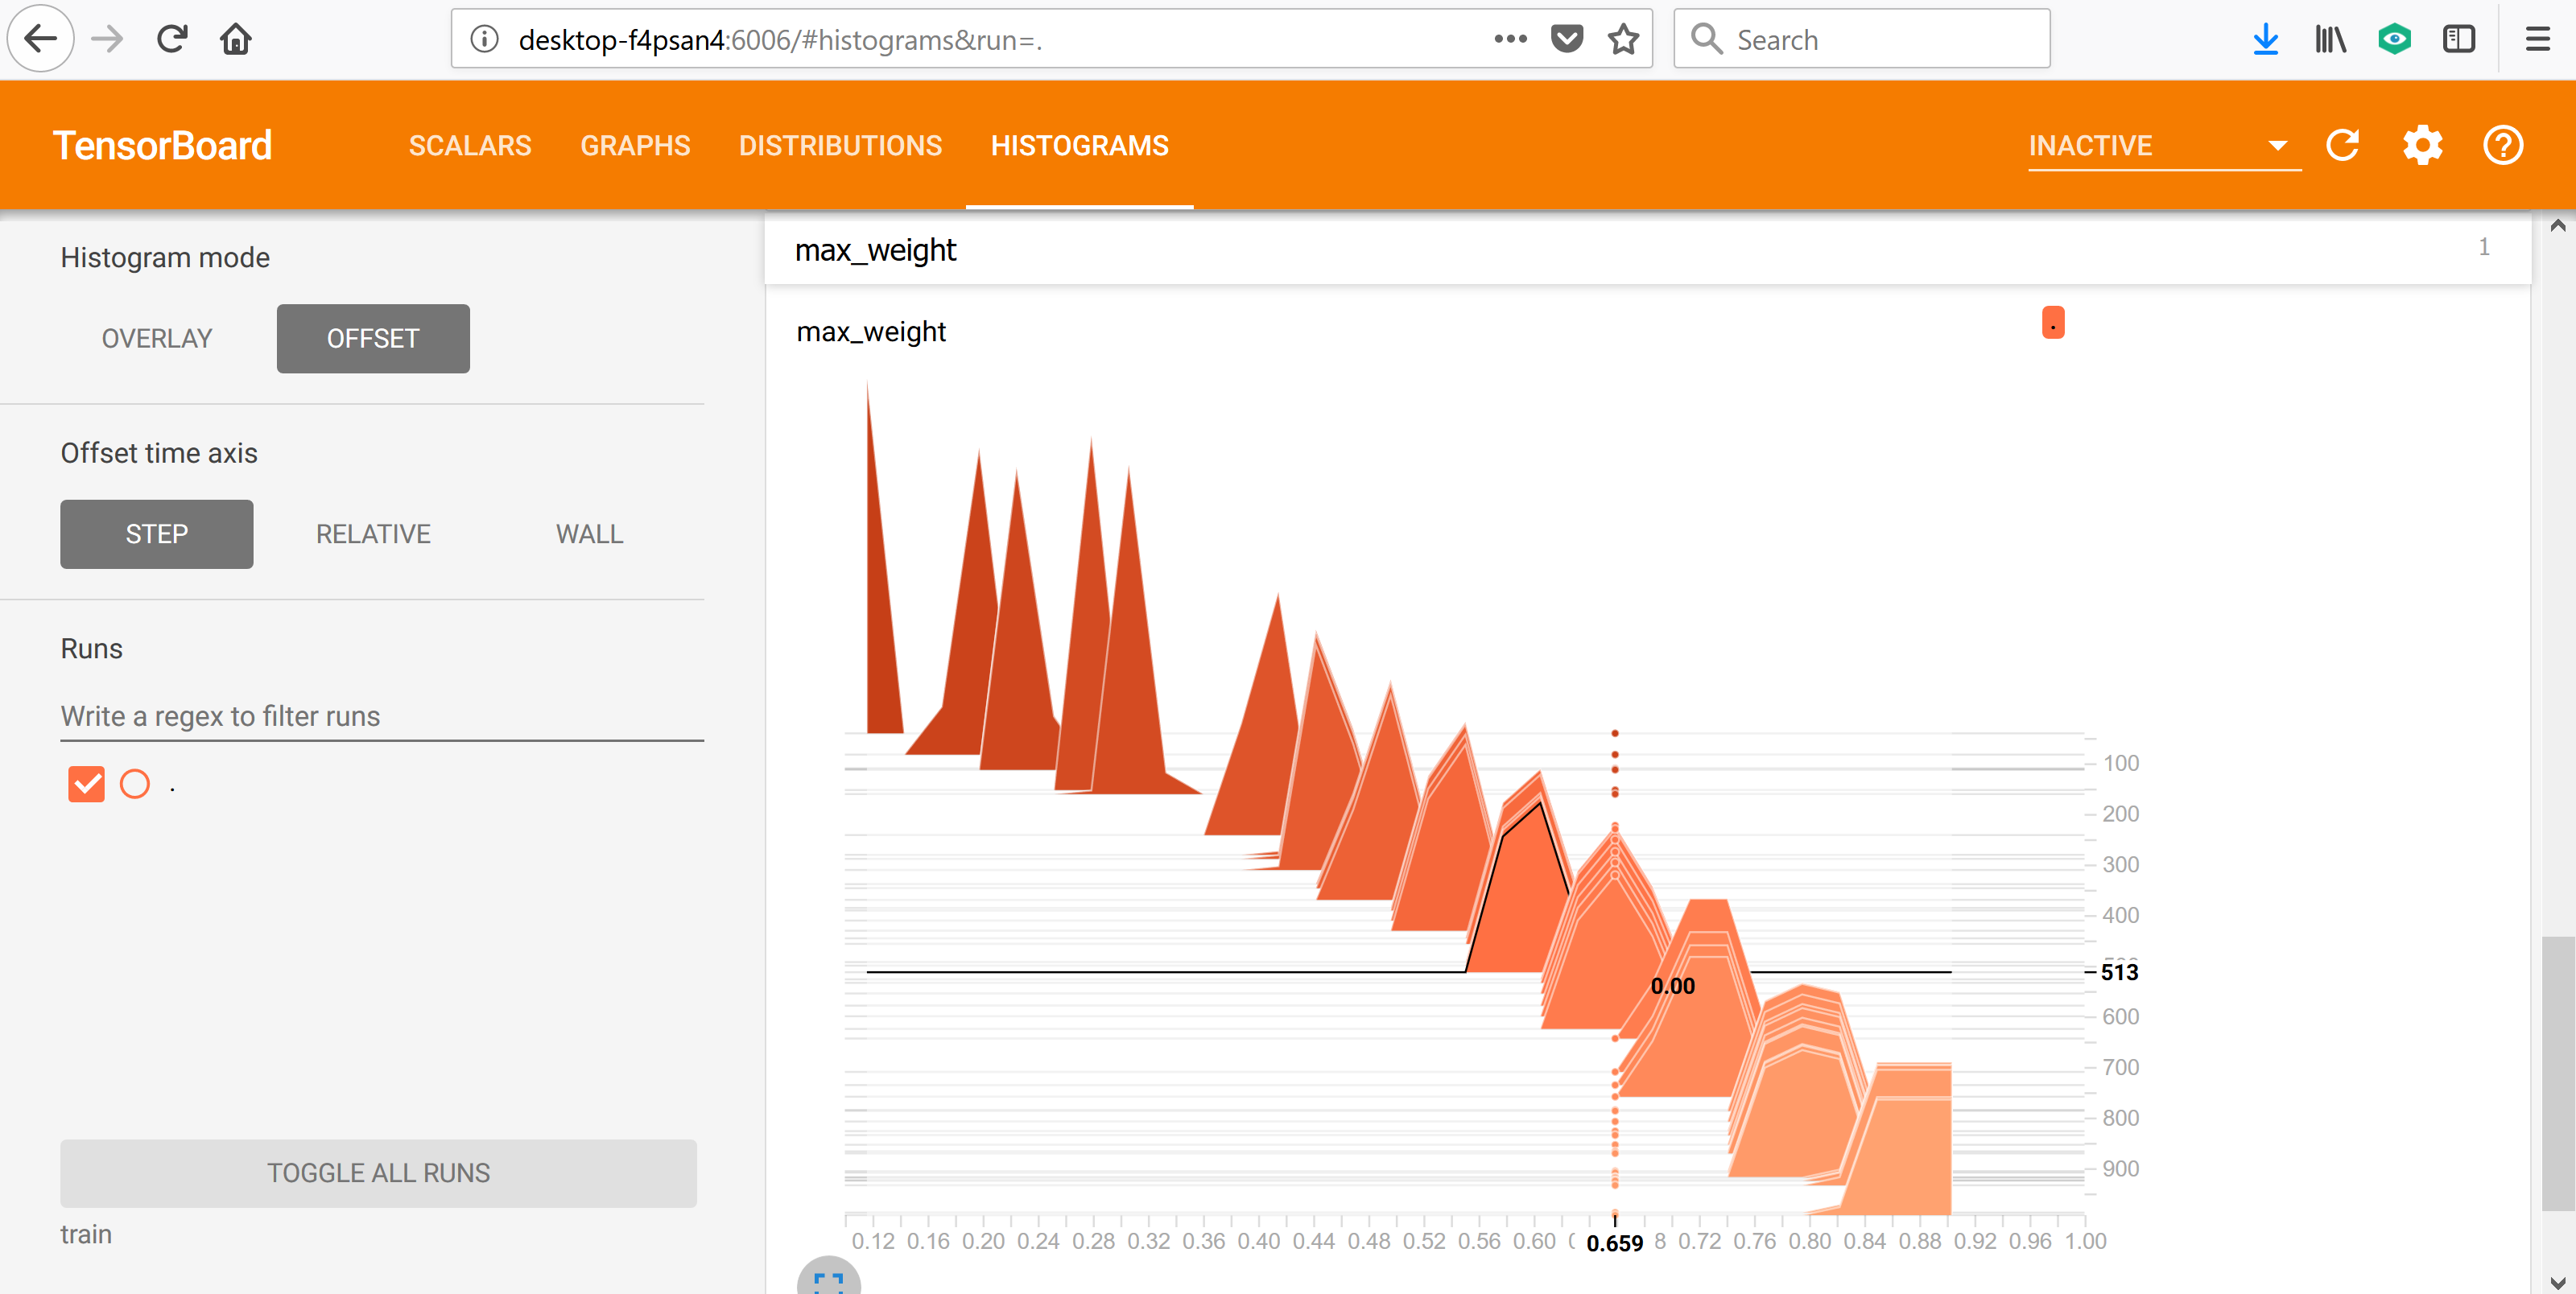 desktop-f4psan4:6006/#histograms&run=.
Search
TensorBoard
SCALARS
GRAPHS
DISTRIBUTIONS
HISTOGRAMS
INACTIVE
Histogram mode
OVERLAY
OFFSET
Offset time axis
STEP
RELATIVE
WALL
Runs
Write a regex to filter runs
.
TOGGLE ALL RUNS
train
max_weight
1
max_weight
.
100
200
300
400
513
600
700
800
900
0.00
0.12 0.16 0.20 0.24 0.28 0.32 0.36 0.40 0.44 0.48 0.52 0.56 0.60 0.659 8 0.72 0.76 0.80 0.84 0.88 0.92 0.96 1.00